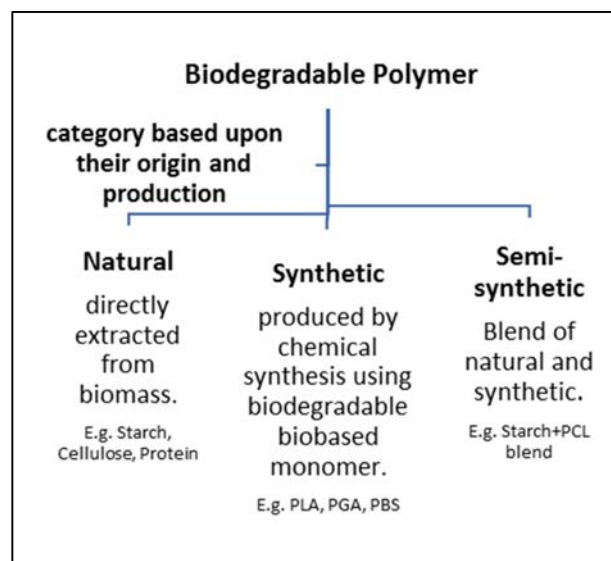 Biodegradable Polymer
category based upon
their origin and
production
Natural
directly
extracted
from
biomass.
E.g. Starch,
Cellulose, Protein
Synthetic
produced by
chemical
synthesis using
biodegradable
biobased
monomer.
E.g. PLA, PGA, PBS
Semi-
synthetic
Blend of
natural and
synthetic.
E.g. Starch+PCL
blend